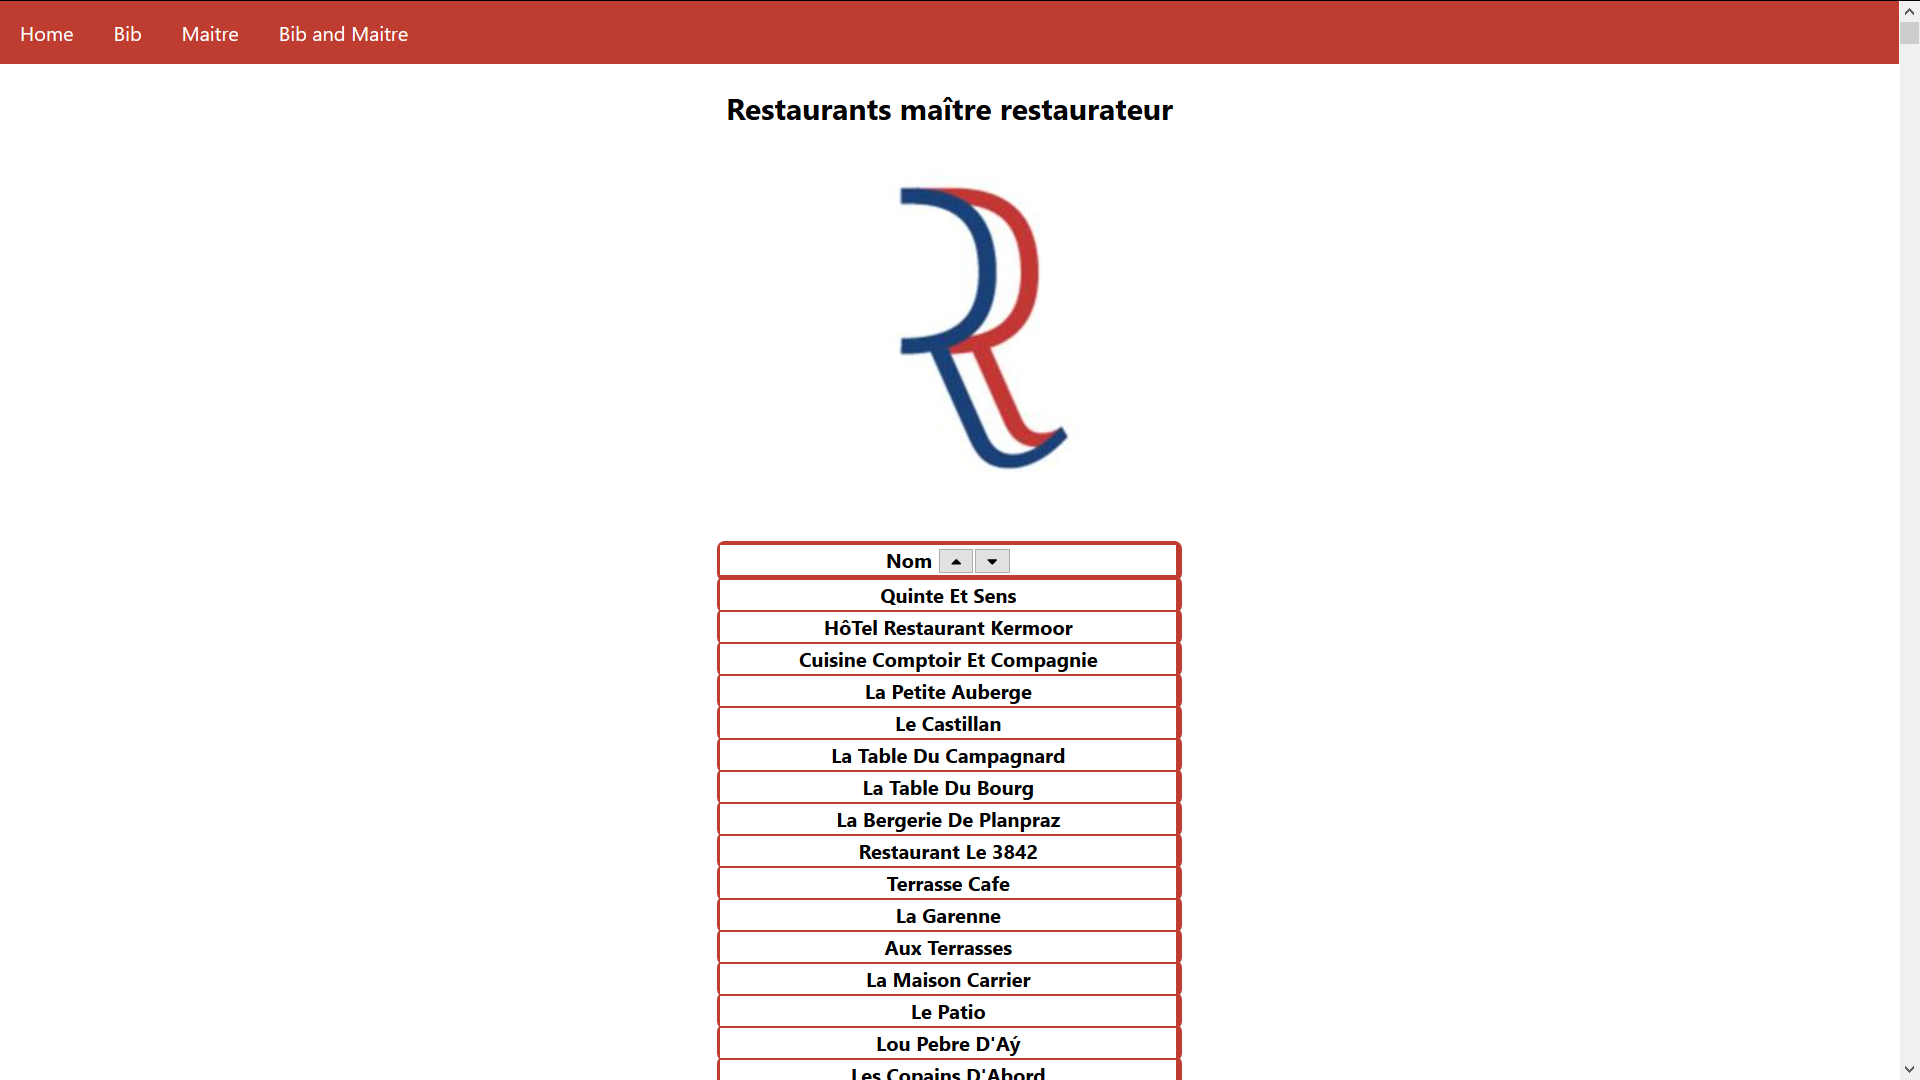 Home Bib Maitre Bib and Maitre
Restaurants maître restaurateur
Nom
Quinte Et Sens
HôTel Restaurant Kermoor
Cuisine Comptoir Et Compagnie
La Petite Auberge
Le Castillan
La Table Du Campagnard
La Table Du Bourg
La Bergerie De Planpraz
Restaurant Le 3842
Terrasse Cafe
La Garenne
Aux Terrasses
La Maison Carrier
Le Patio
Lou Pebre D'Aý
Les Copains D'Abord